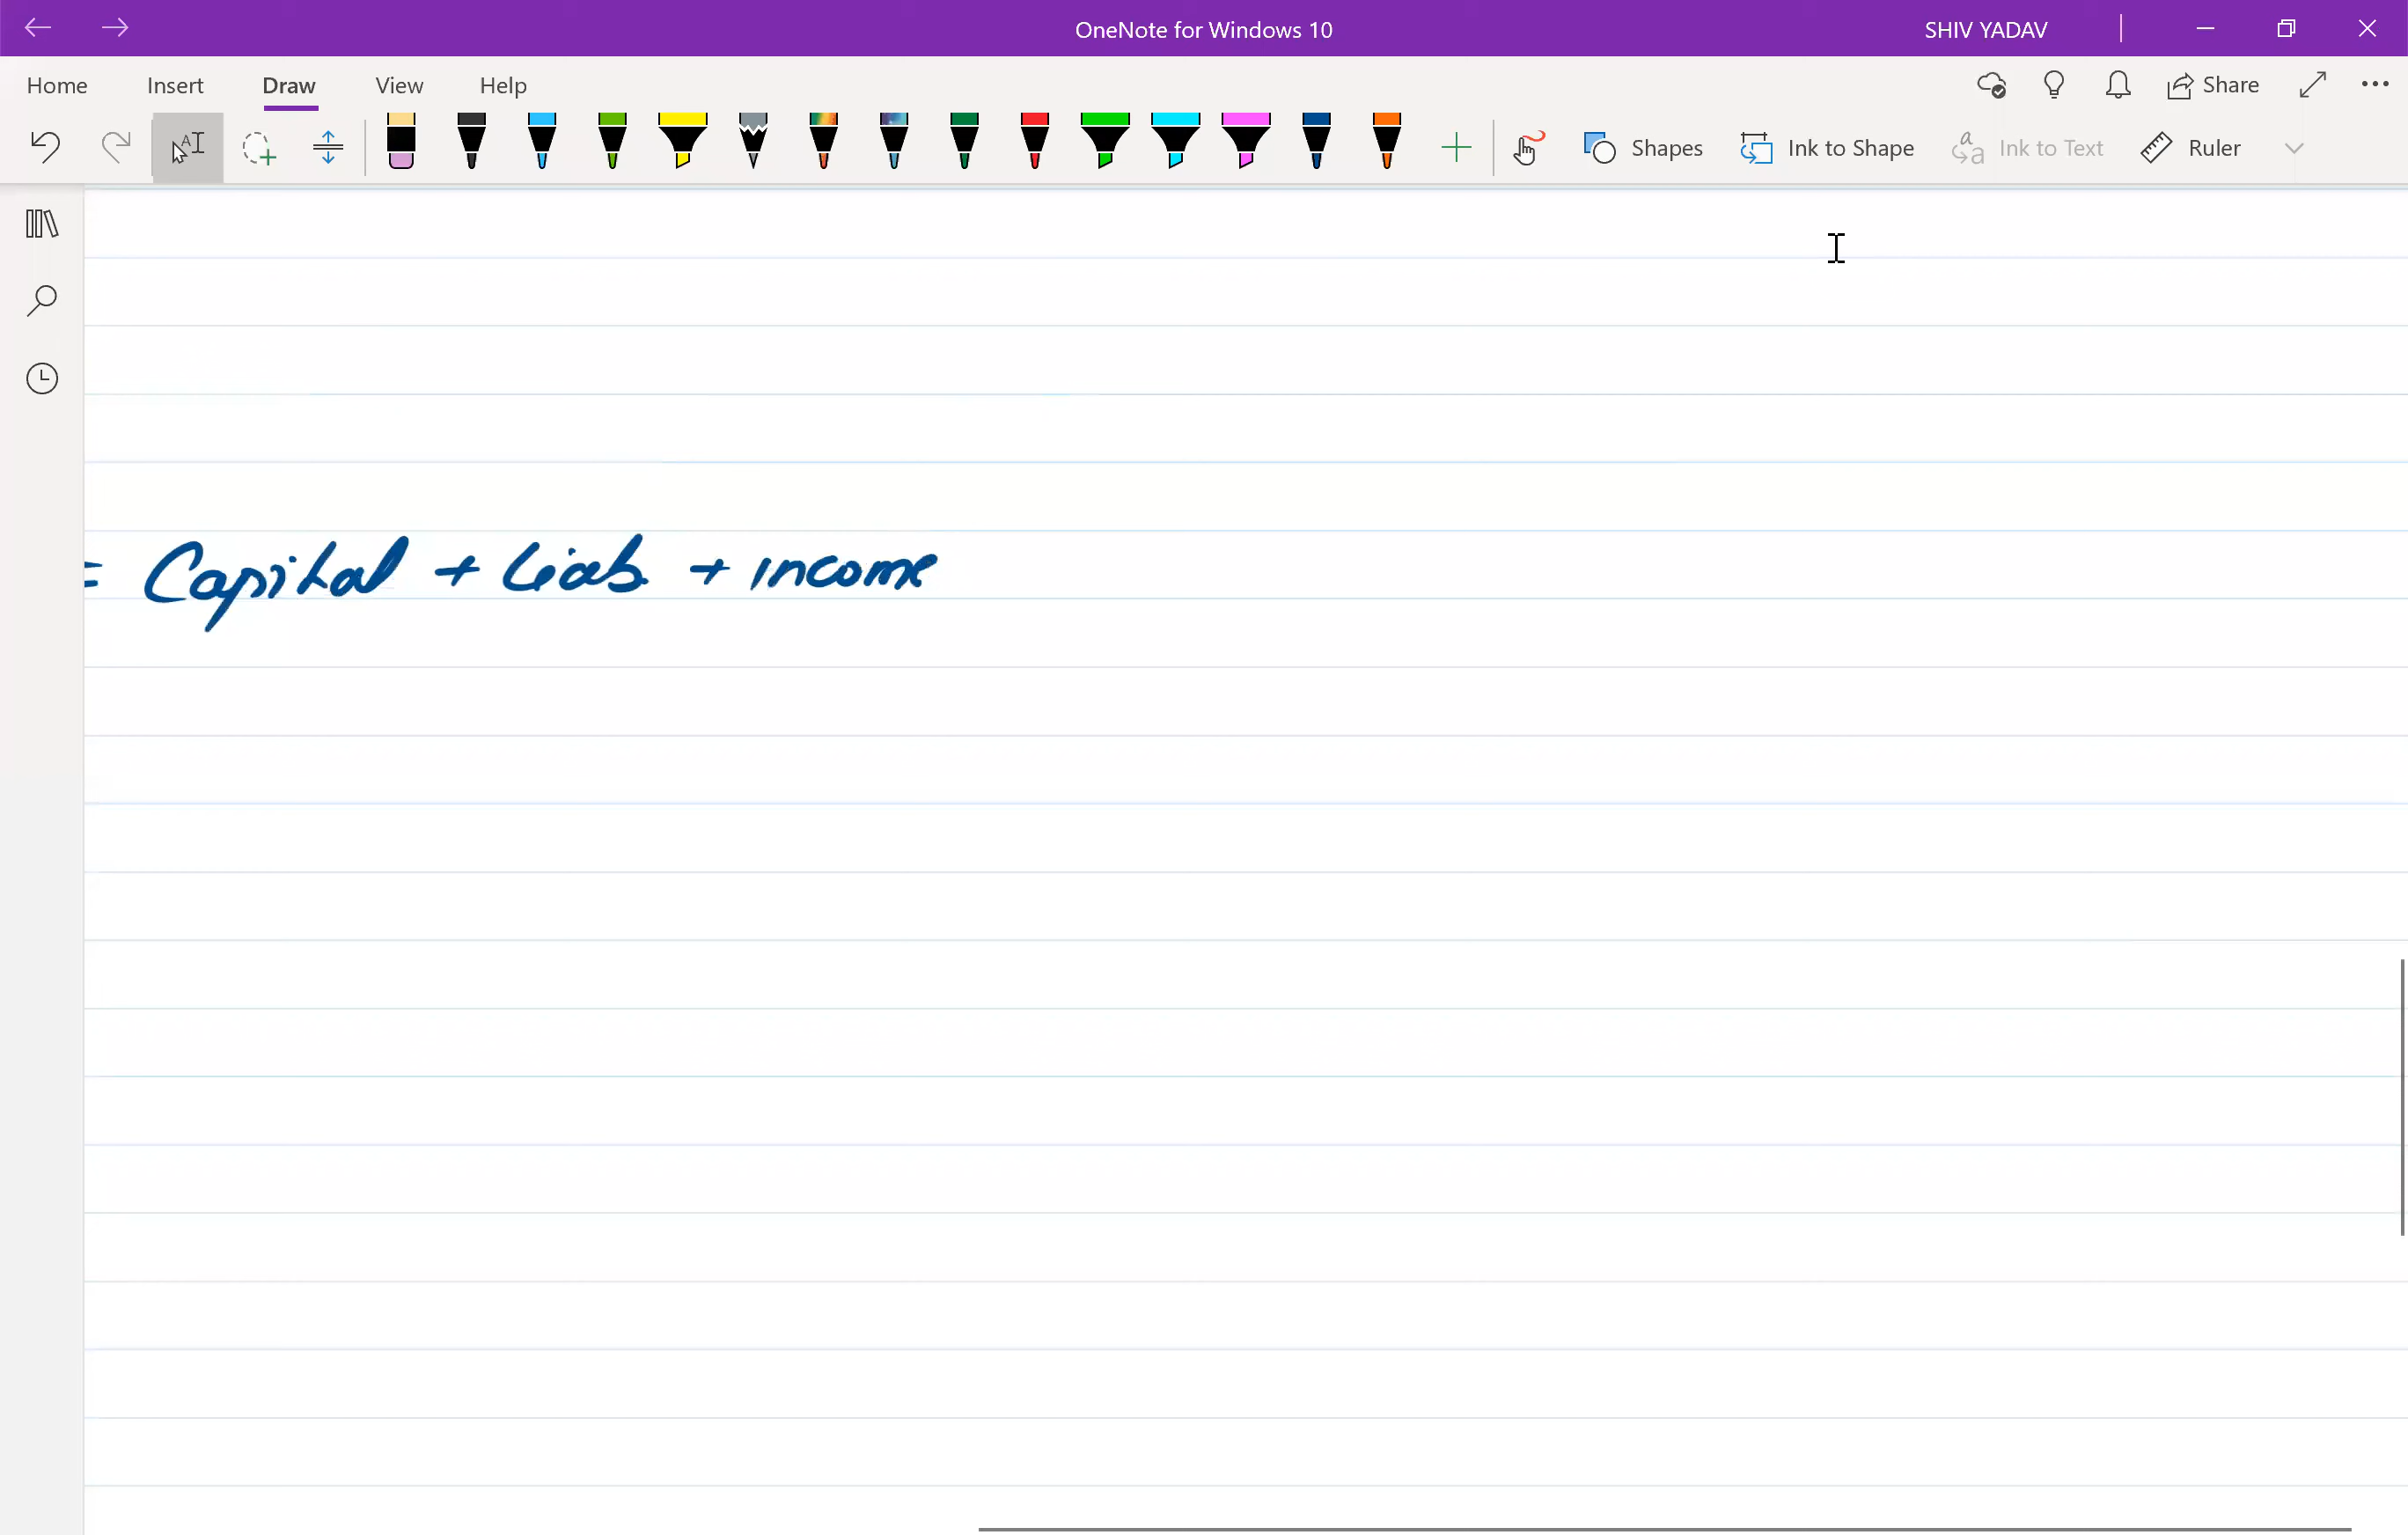 OneNote for Windows 10
SHIV YADAV
Home Insert Draw View Help Share
Shapes Ink to Shape Ink to Text Ruler
= Capital + Liab + income